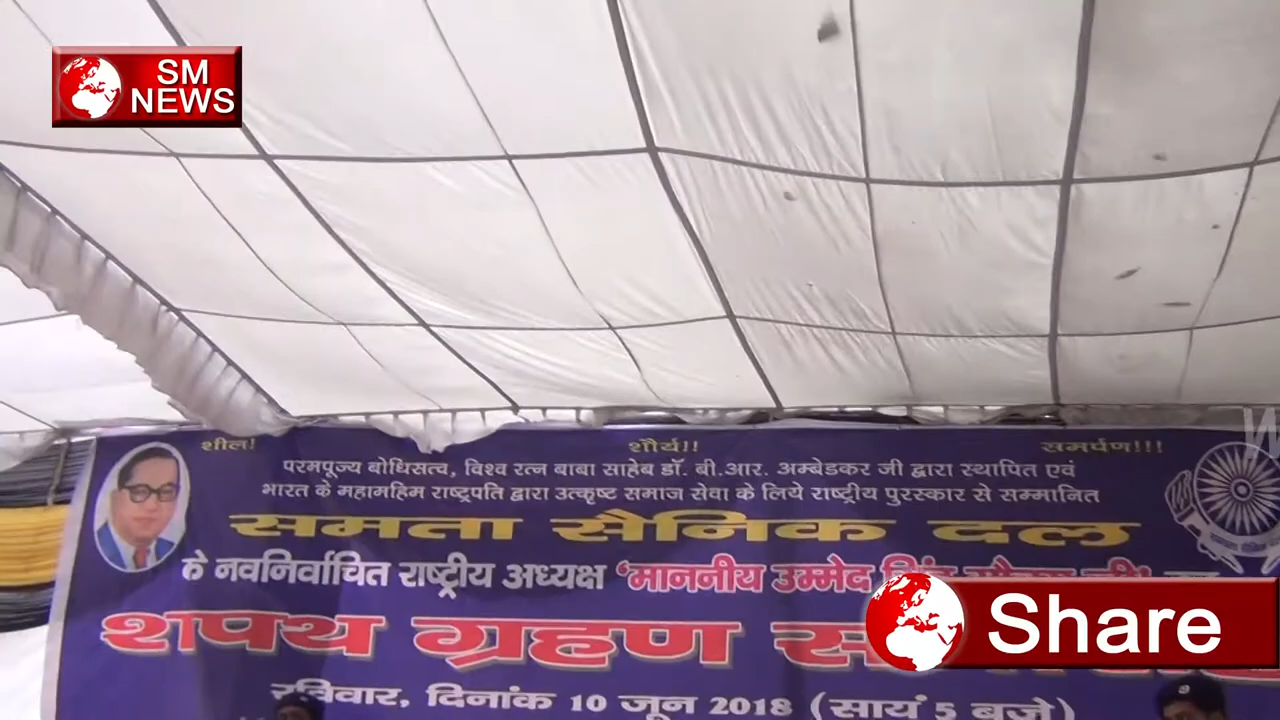 SM
NEWS
शील! शौर्य!! समर्पण!!!
परमपूज्य बोधिसत्व, विश्व रत्न बाबा साहेब डॉ. बी.आर. अम्बेडकर जी द्वारा स्थापित एवं
भारत के महामहिम राष्ट्रपति द्वारा उत्कृष्ट समाज सेवा के लिये राष्ट्रीय पुरस्कार से सम्मानित
समता सैनिक दल
के नवनिर्वाचित राष्ट्रीय अध्यक्ष 'माननीय उम्मेद
शपथ ग्रहण
Share
रविवार, दिनांक 10 जून 2018 (सायं 5 बजे)